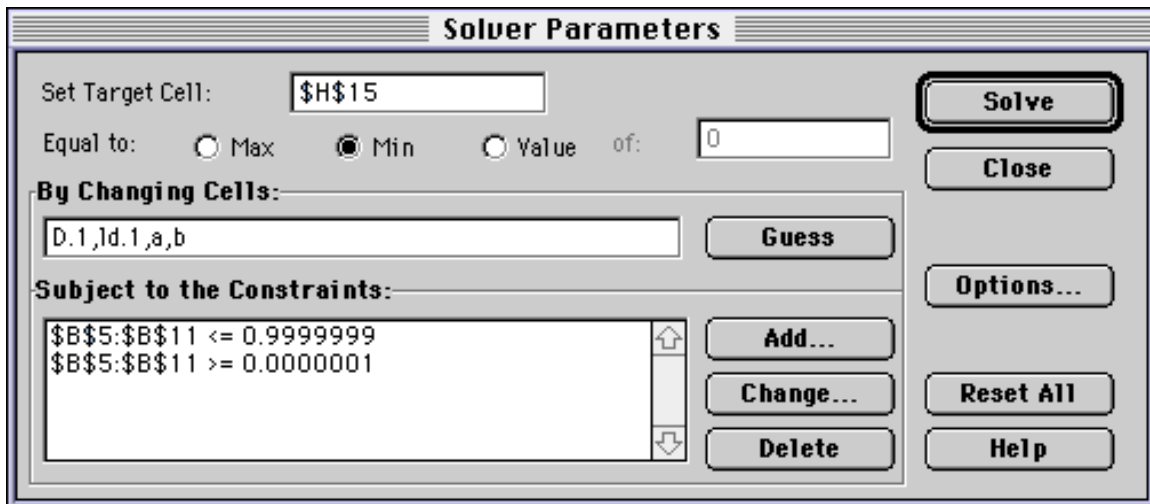 Solver Parameters
Set Target Cell: $H$15
Solve
Equal to: Max Min Value of: 0
Close
By Changing Cells:
D.1,ld.1,a,b
Guess
Subject to the Constraints:
Options...
$B$5:$B$11 <= 0.9999999
$B$5:$B$11 >= 0.0000001
Add...
Change...
Reset All
Delete
Help